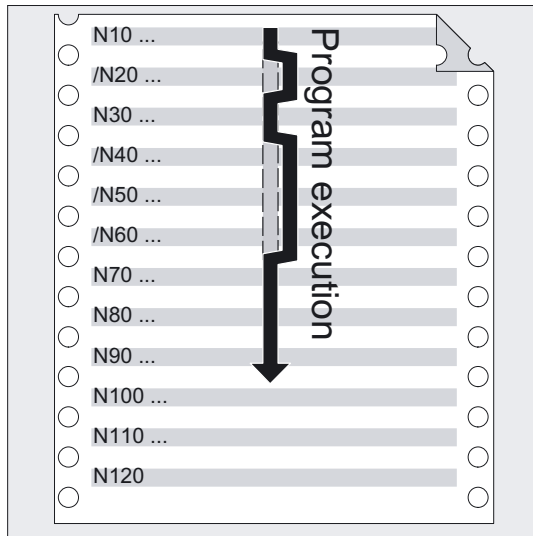 N10 ...
/N20 ...
N30 ...
/N40 ...
/N50 ...
/N60 ...
N70 ...
N80 ...
N90 ...
N100 ...
N110 ...
N120
Program execution